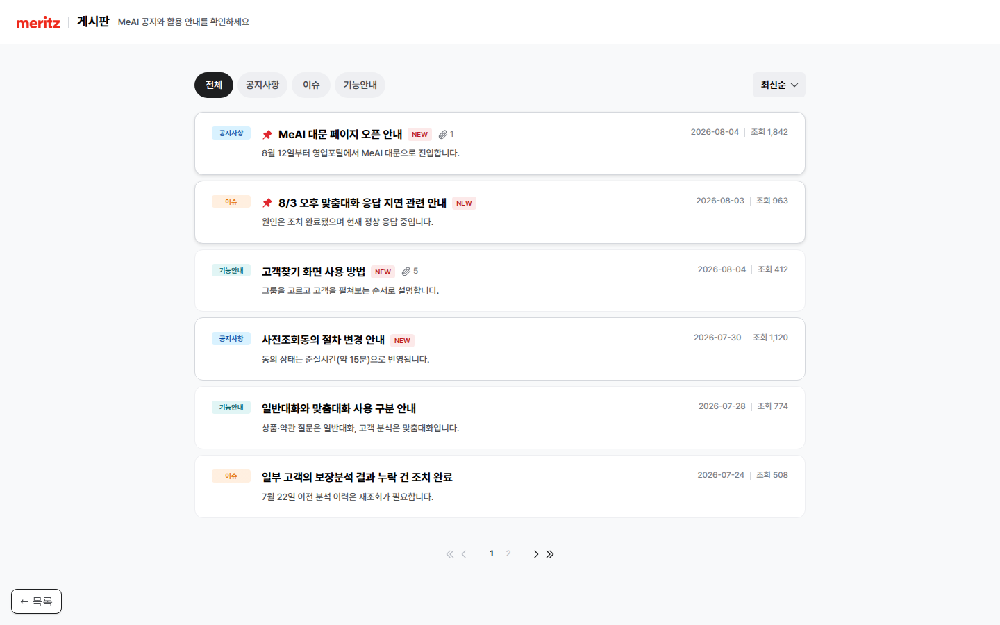 meritz 게시판 MeAI 공지와 활용 안내를 확인하세요
전체 공지사항 이슈 기능안내 최신순
공지사항 MeAI 대문 페이지 오픈 안내 NEW 1 2026-08-04 조회 1,842
8월 12일부터 영업포탈에서 MeAI 대문으로 진입합니다.
이슈 8/3 오후 맞춤대화 응답 지연 관련 안내 NEW 2026-08-03 조회 963
원인은 조치 완료됐으며 현재 정상 응답 중입니다.
기능안내 고객찾기 화면 사용 방법 NEW 5 2026-08-04 조회 412
그룹을 고르고 고객을 펼쳐보는 순서로 설명합니다.
공지사항 사전조회동의 절차 변경 안내 NEW 2026-07-30 조회 1,120
동의 상태는 준실시간(약 15분)으로 반영됩니다.
기능안내 일반대화와 맞춤대화 사용 구분 안내 2026-07-28 조회 774
상품·약관 질문은 일반대화, 고객 분석은 맞춤대화입니다.
이슈 일부 고객의 보장분석 결과 누락 건 조치 완료 2026-07-24 조회 508
7월 22일 이전 분석 이력은 재조회가 필요합니다.
1 2
← 목록